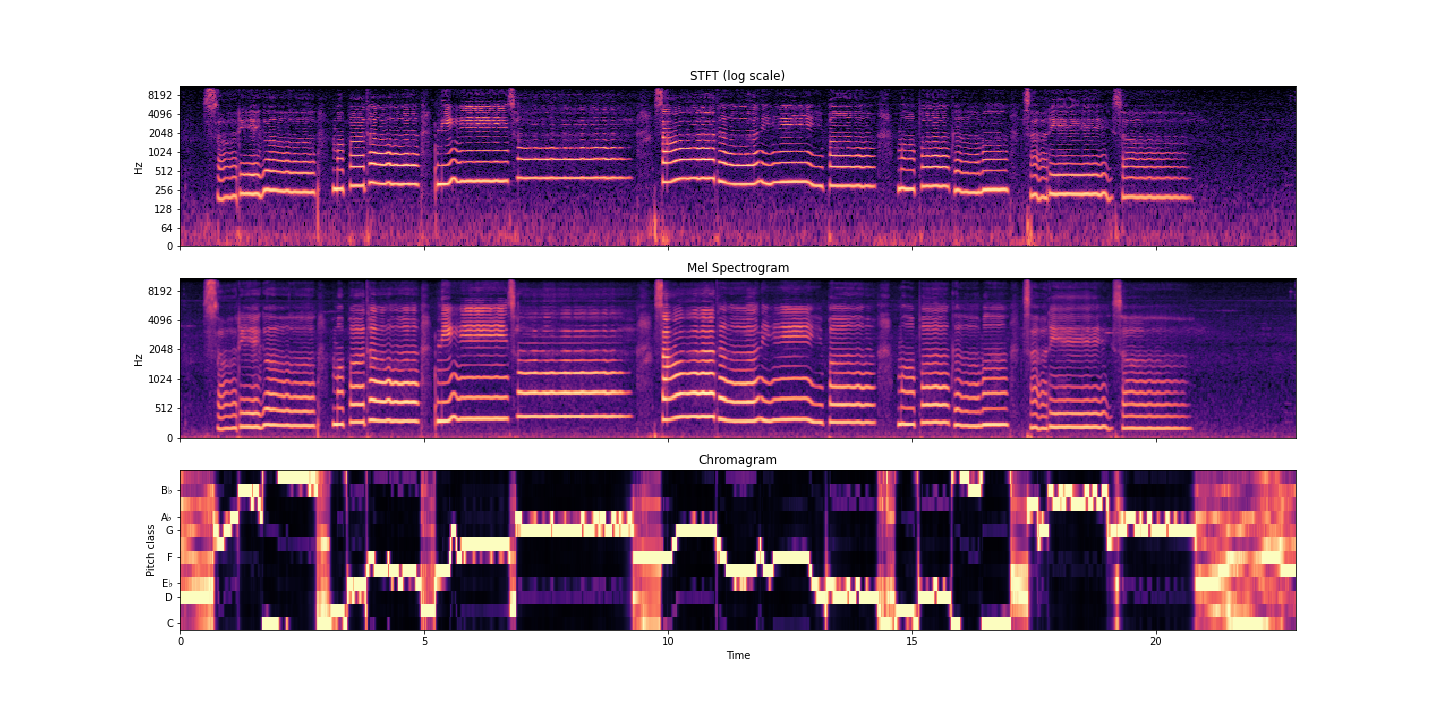 STFT (log scale)
8192
4096
2048
1024
512
256
128
64
0
Hz
Mel Spectrogram
8192
4096
2048
1024
512
0
Hz
Chromagram
B♭
A♭
G
F
E♭
D
C
Pitch class
0 5 10 15 20
Time